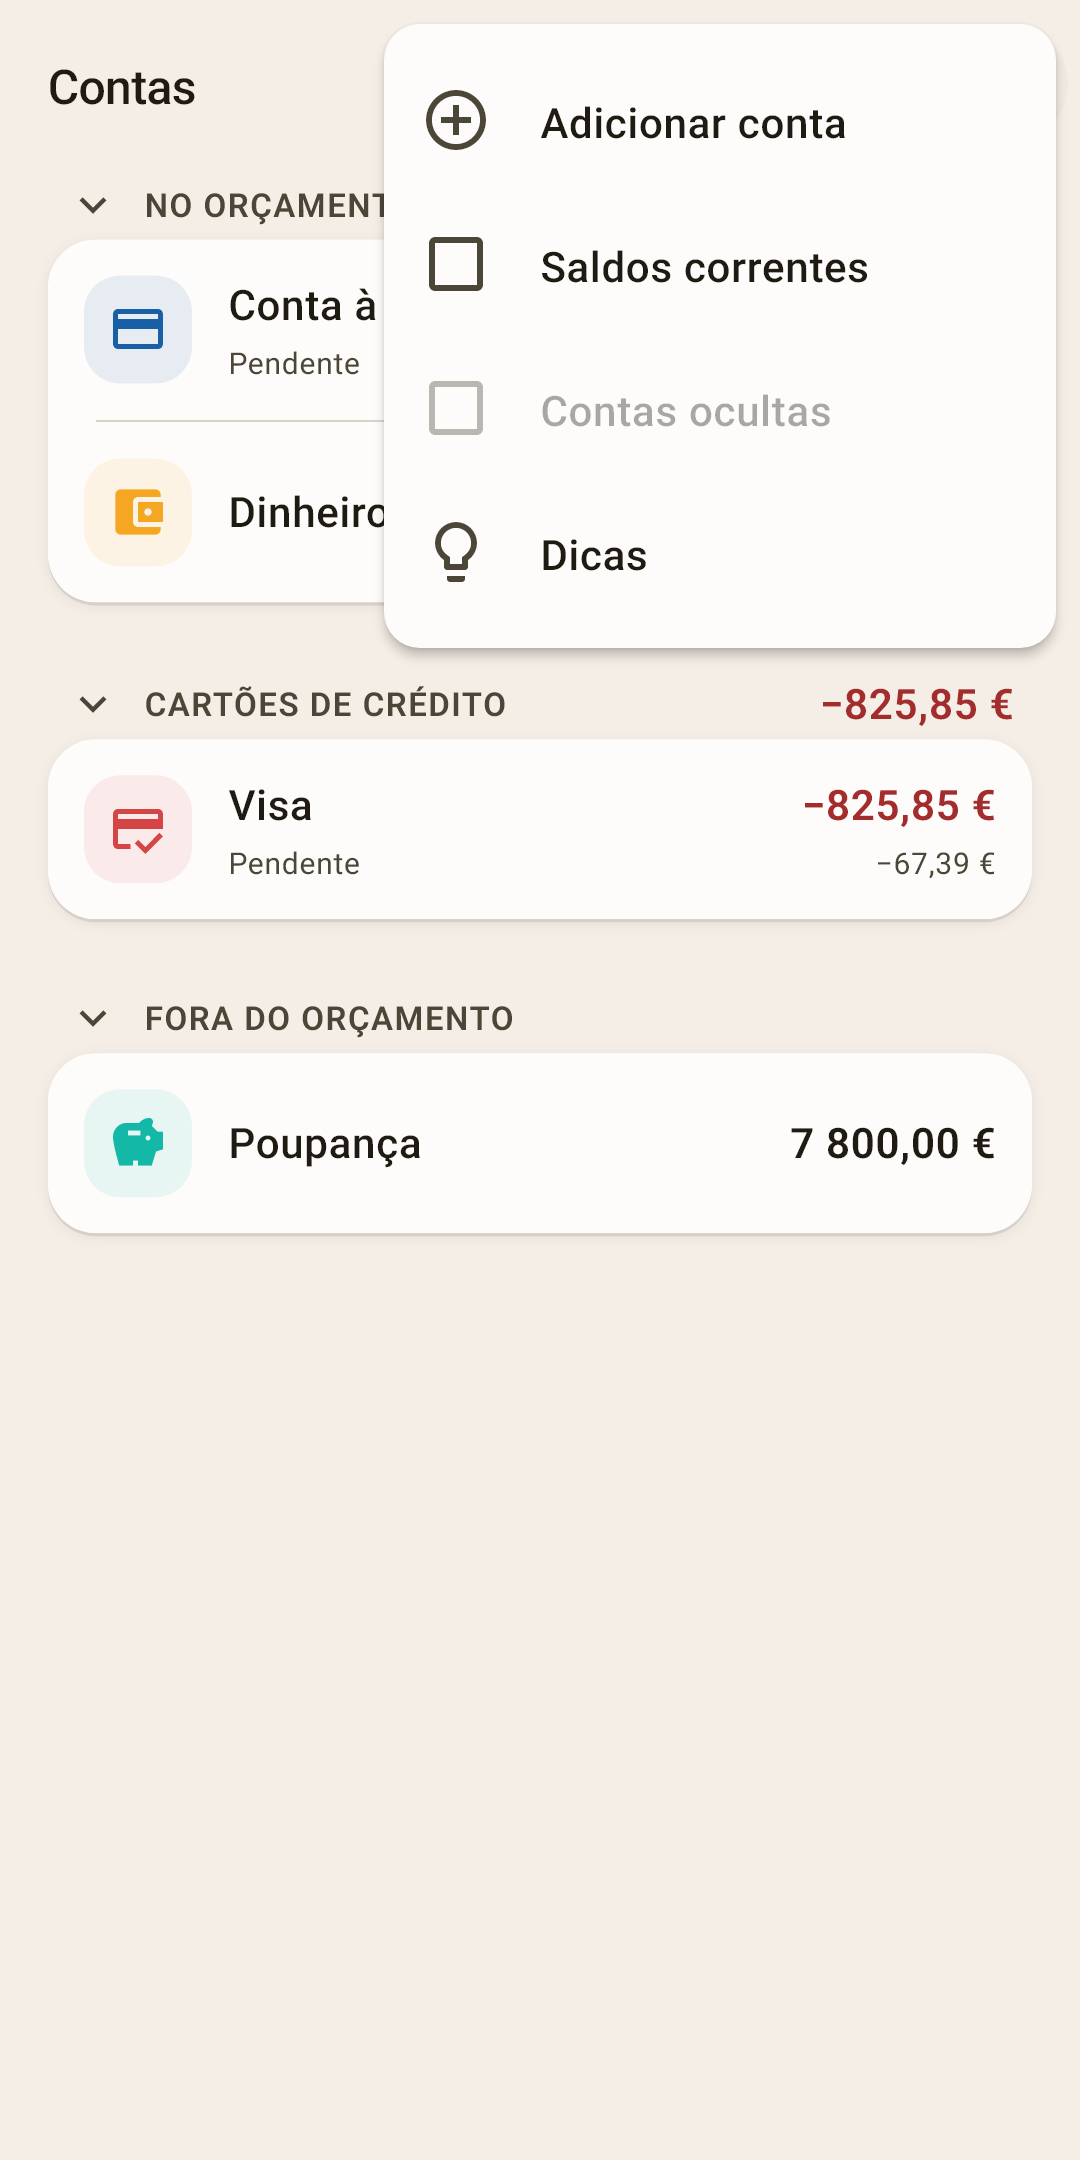 Contas
Adicionar conta
Saldos correntes
Contas ocultas
Dicas
NO
Conta à
Pendente
Dinheiro
CARTÕES DE CRÉDITO −825,85 €
Visa −825,85 €
Pendente −67,39 €
FORA DO ORÇAMENTO
Poupança 7 800,00 €